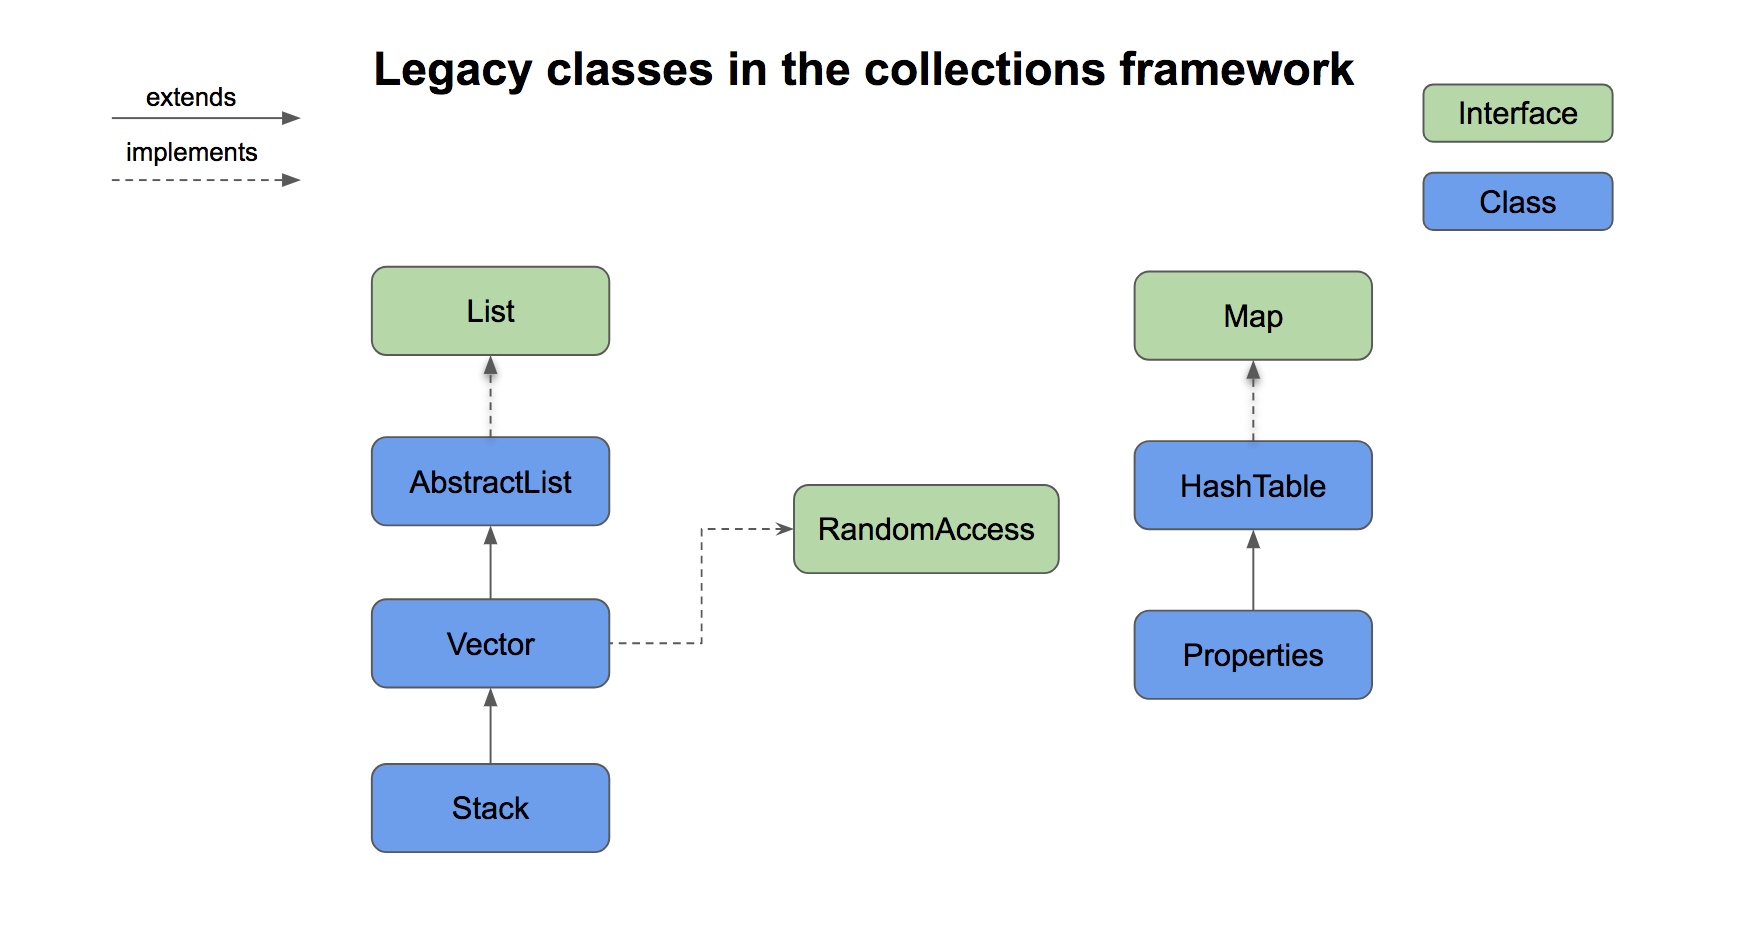 Legacy classes in the collections framework
extends
implements
Interface
Class
List
AbstractList
Vector
Stack
RandomAccess
Map
HashTable
Properties